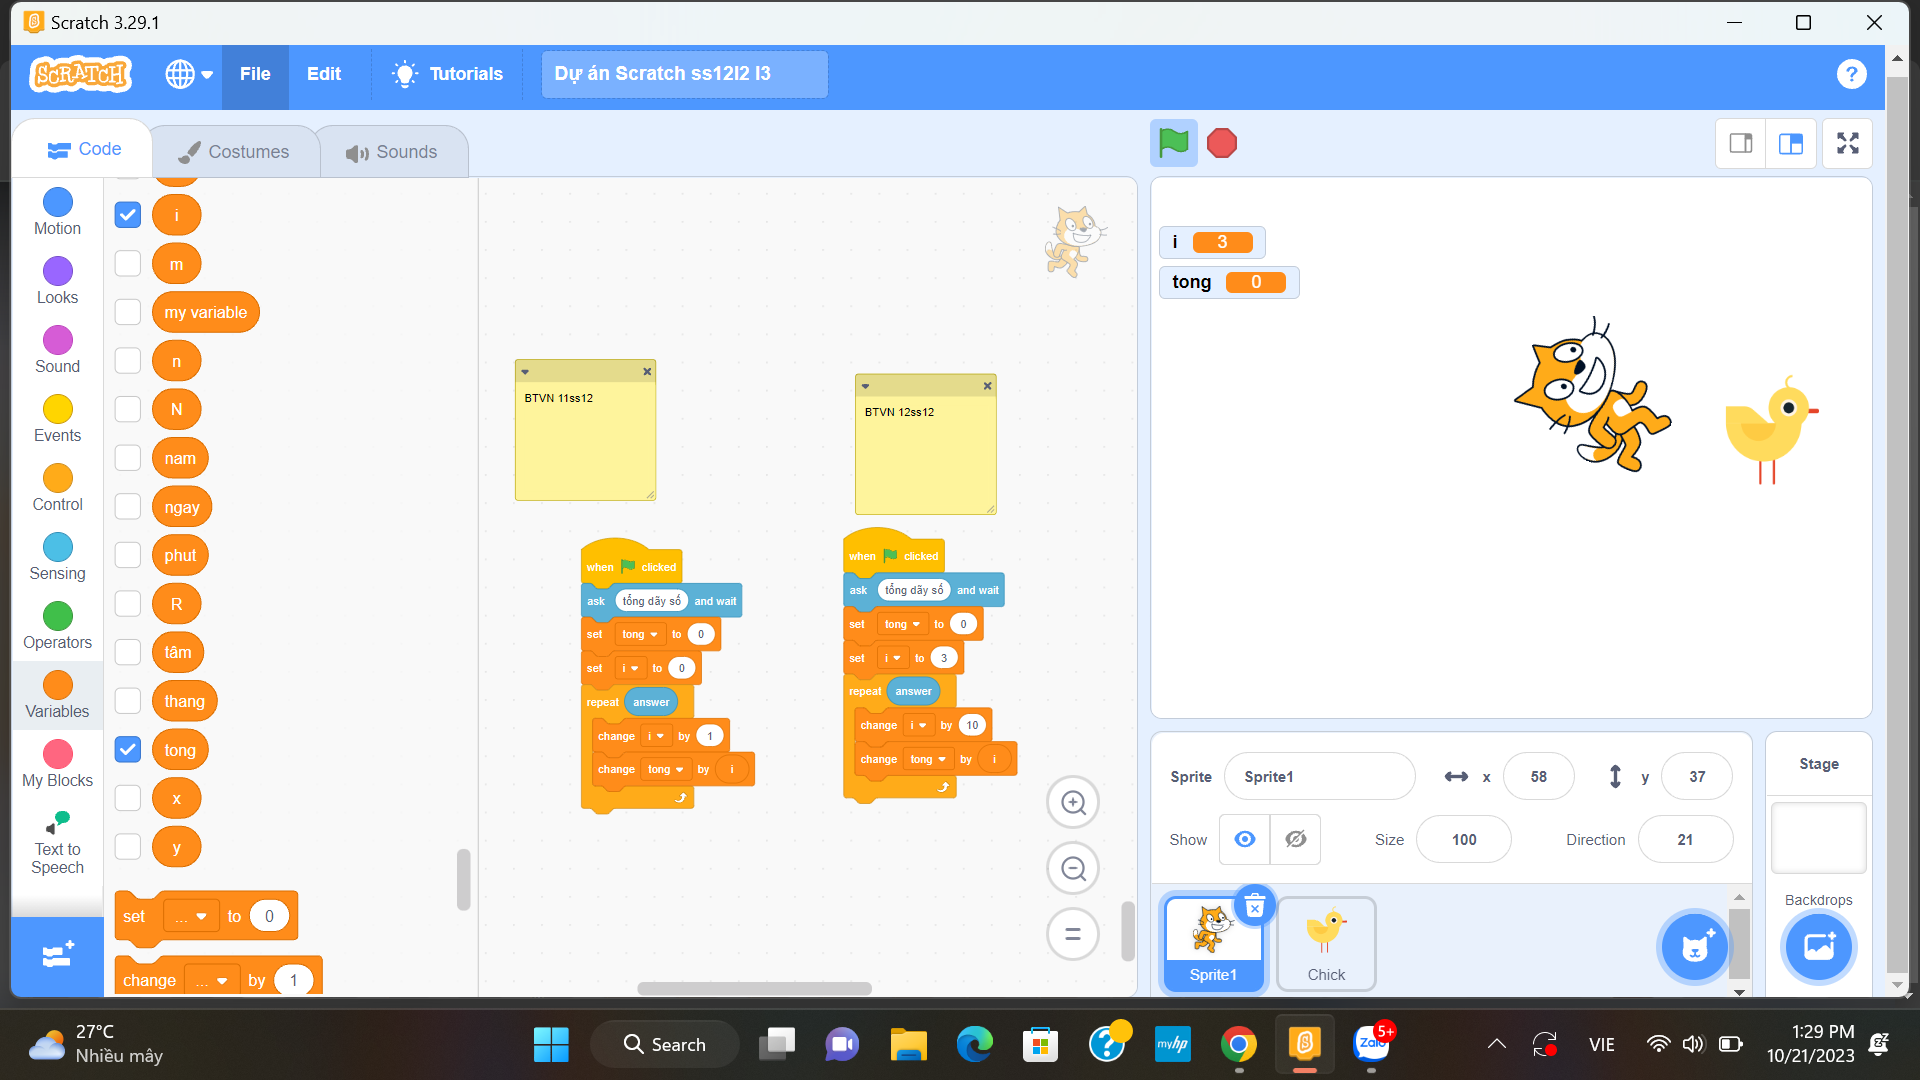 Scratch 3.29.1
SCRATCH
File
Edit
Tutorials
Dự án Scratch ss12l2 l3
?
Code
Costumes
Sounds
Motion
Looks
Sound
Events
Control
Sensing
Operators
Variables
My Blocks
Text to
Speech
i
m
my variable
n
N
nam
ngay
phut
R
tâm
thang
tong
x
y
set ... to 0
change ... by 1
BTVN 11ss12
when clicked
ask tổng dãy số and wait
set tong to 0
set i to 0
repeat answer
change i by 1
change tong by i
BTVN 12ss12
when clicked
ask tổng dãy số and wait
set tong to 0
set i to 3
repeat answer
change i by 10
change tong by i
i 3
tong 0
Sprite Sprite1 x 58 y 37
Show Size 100 Direction 21
Sprite1
Chick
Stage
Backdrops
27°C
Nhiều mây
Search
?
myhp
Zalo
5+
VIE
1:29 PM
10/21/2023